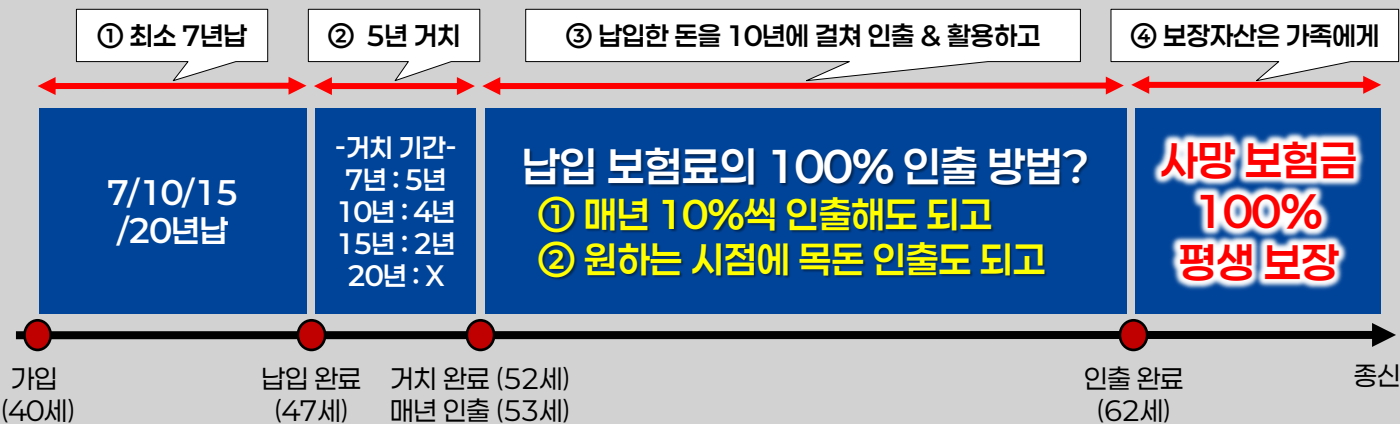 ① 최소 7년납
② 5년 거치
③ 납입한 돈을 10년에 걸쳐 인출 & 활용하고
④ 보장자산은 가족에게
7/10/15
/20년납
-거치 기간-
7년 : 5년
10년 : 4년
15년 : 2년
20년 : X
납입 보험료의 100% 인출 방법?
① 매년 10%씩 인출해도 되고
② 원하는 시점에 목돈 인출도 되고
사망 보험금
100%
평생 보장
가입
(40세)
납입 완료
(47세)
거치 완료 (52세)
매년 인출 (53세)
인출 완료
(62세)
종신